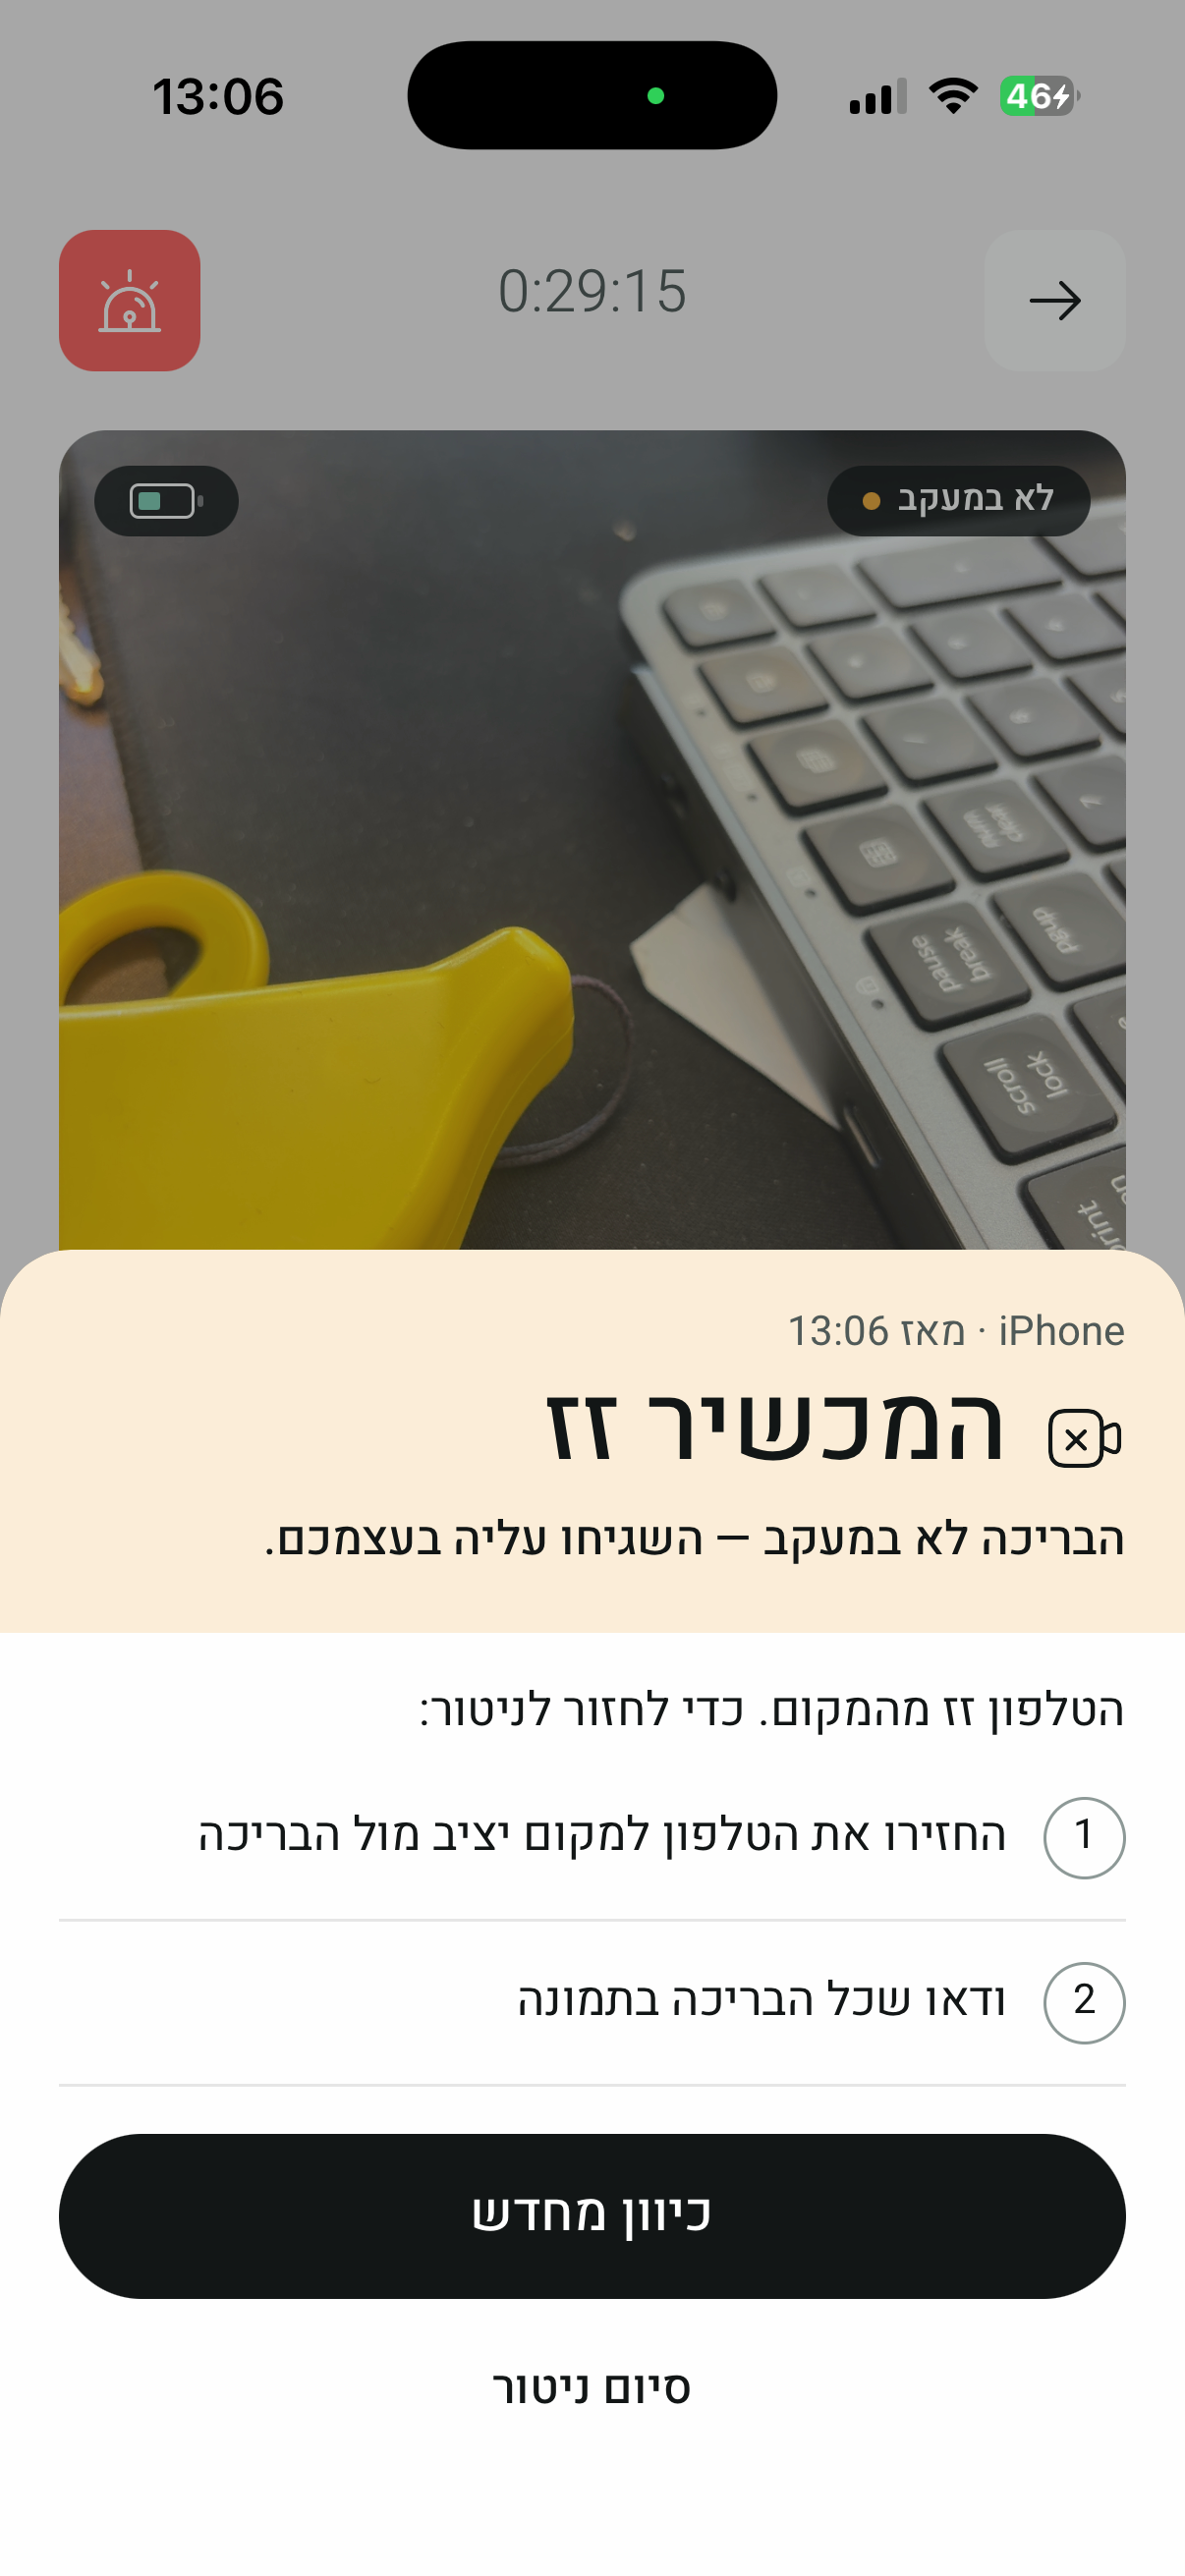 13:06
46
0:29:15
לא במעקב
pause
break
pgup
scroll
lock
iPhone · מאז 13:06
המכשיר זז
הבריכה לא במעקב — השגיחו עליה בעצמכם.
הטלפון זז מהמקום. כדי לחזור לניטור:
1 החזירו את הטלפון למקום יציב מול הבריכה
2 ודאו שכל הבריכה בתמונה
כיוון מחדש
סיום ניטור